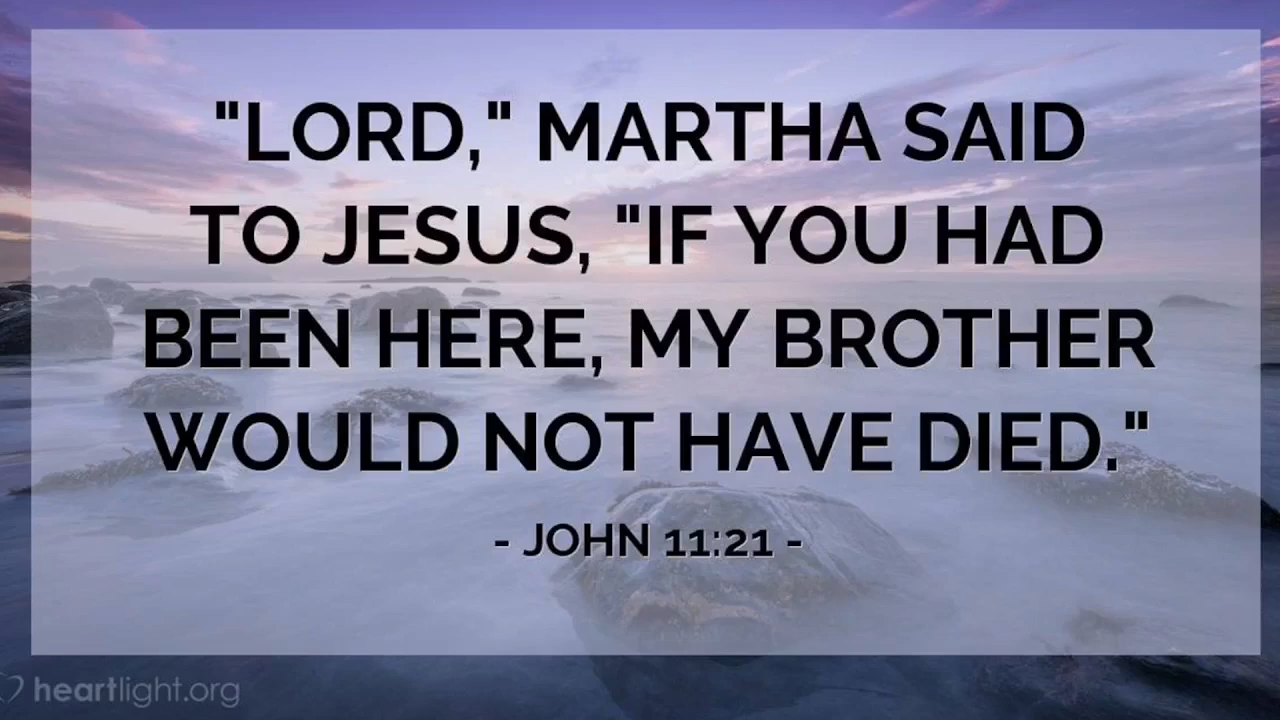 "LORD," MARTHA SAID
TO JESUS, "IF YOU HAD
BEEN HERE, MY BROTHER
WOULD NOT HAVE DIED."
- JOHN 11:21 -
heartlight.org